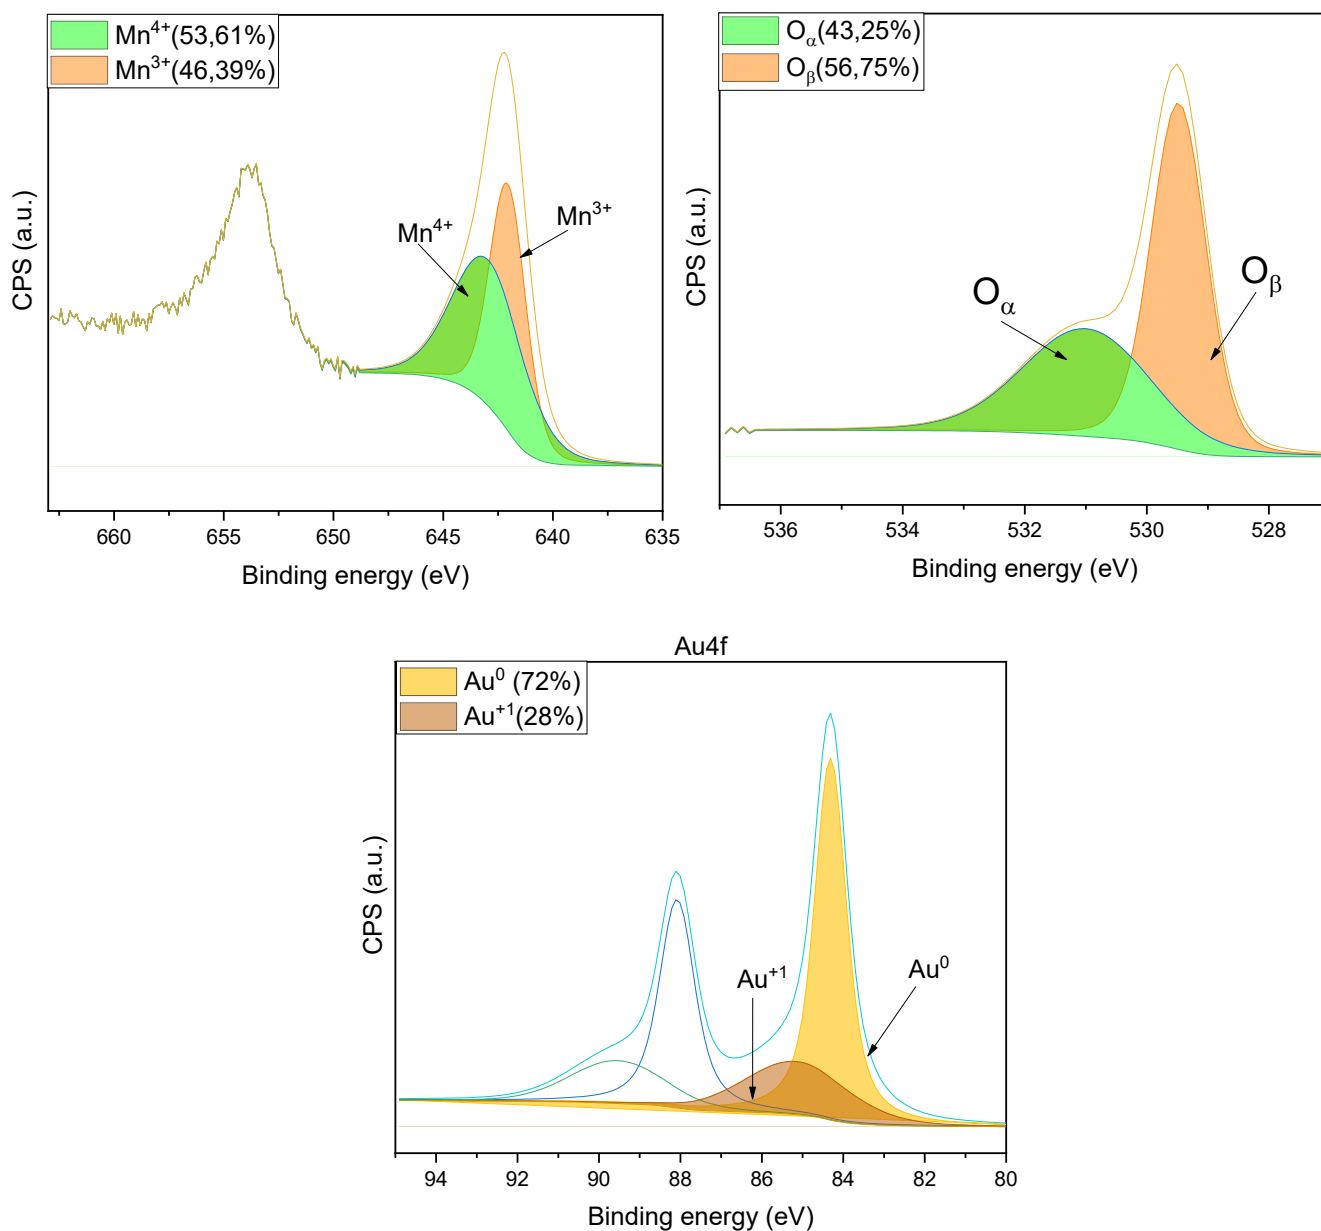 Mn⁴⁺(53,61%)
Mn³⁺(46,39%)
Mn⁴⁺
Mn³⁺
CPS (a.u.)
660 655 650 645 640 635
Binding energy (eV)
Oα(43,25%)
Oβ(56,75%)
Oα
Oβ
CPS (a.u.)
536 534 532 530 528
Binding energy (eV)
Au4f
Au⁰ (72%)
Au⁺¹(28%)
Au⁺¹
Au⁰
CPS (a.u.)
94 92 90 88 86 84 82 80
Binding energy (eV)